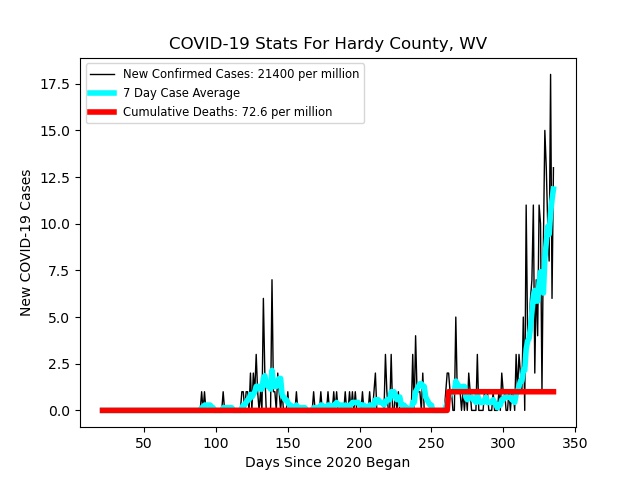 COVID-19 Stats For Hardy County, WV
New Confirmed Cases: 21400 per million
7 Day Case Average
Cumulative Deaths: 72.6 per million
New COVID-19 Cases
17.5
15.0
12.5
10.0
7.5
5.0
2.5
0.0
50 100 150 200 250 300 350
Days Since 2020 Began